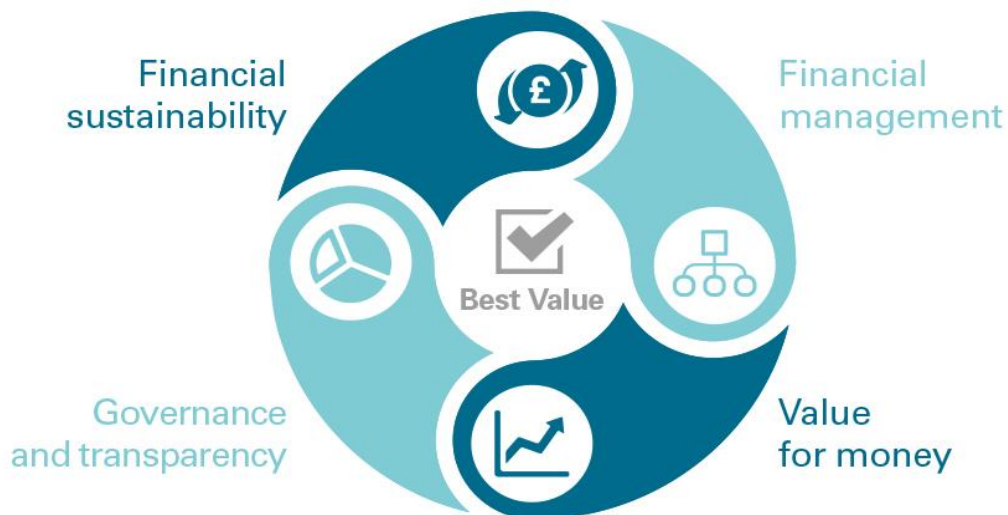 Financial
sustainability
£
Financial
management
Best Value
Governance
and transparency
Value
for money